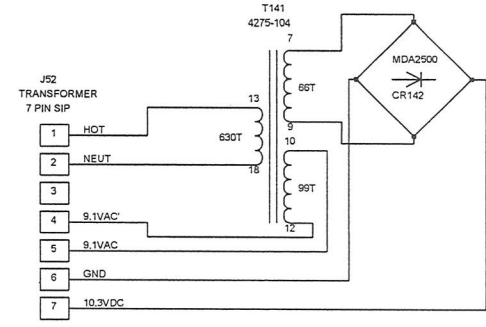 T141
4275-104
7
MDA2500
66T
CR142
J52
TRANSFORMER
7 PIN SIP
13
9
1 HOT
630T
10
2 NEUT
18
3
99T
4 9.1VAC'
12
5 9.1VAC
6 GND
7 10.3VDC